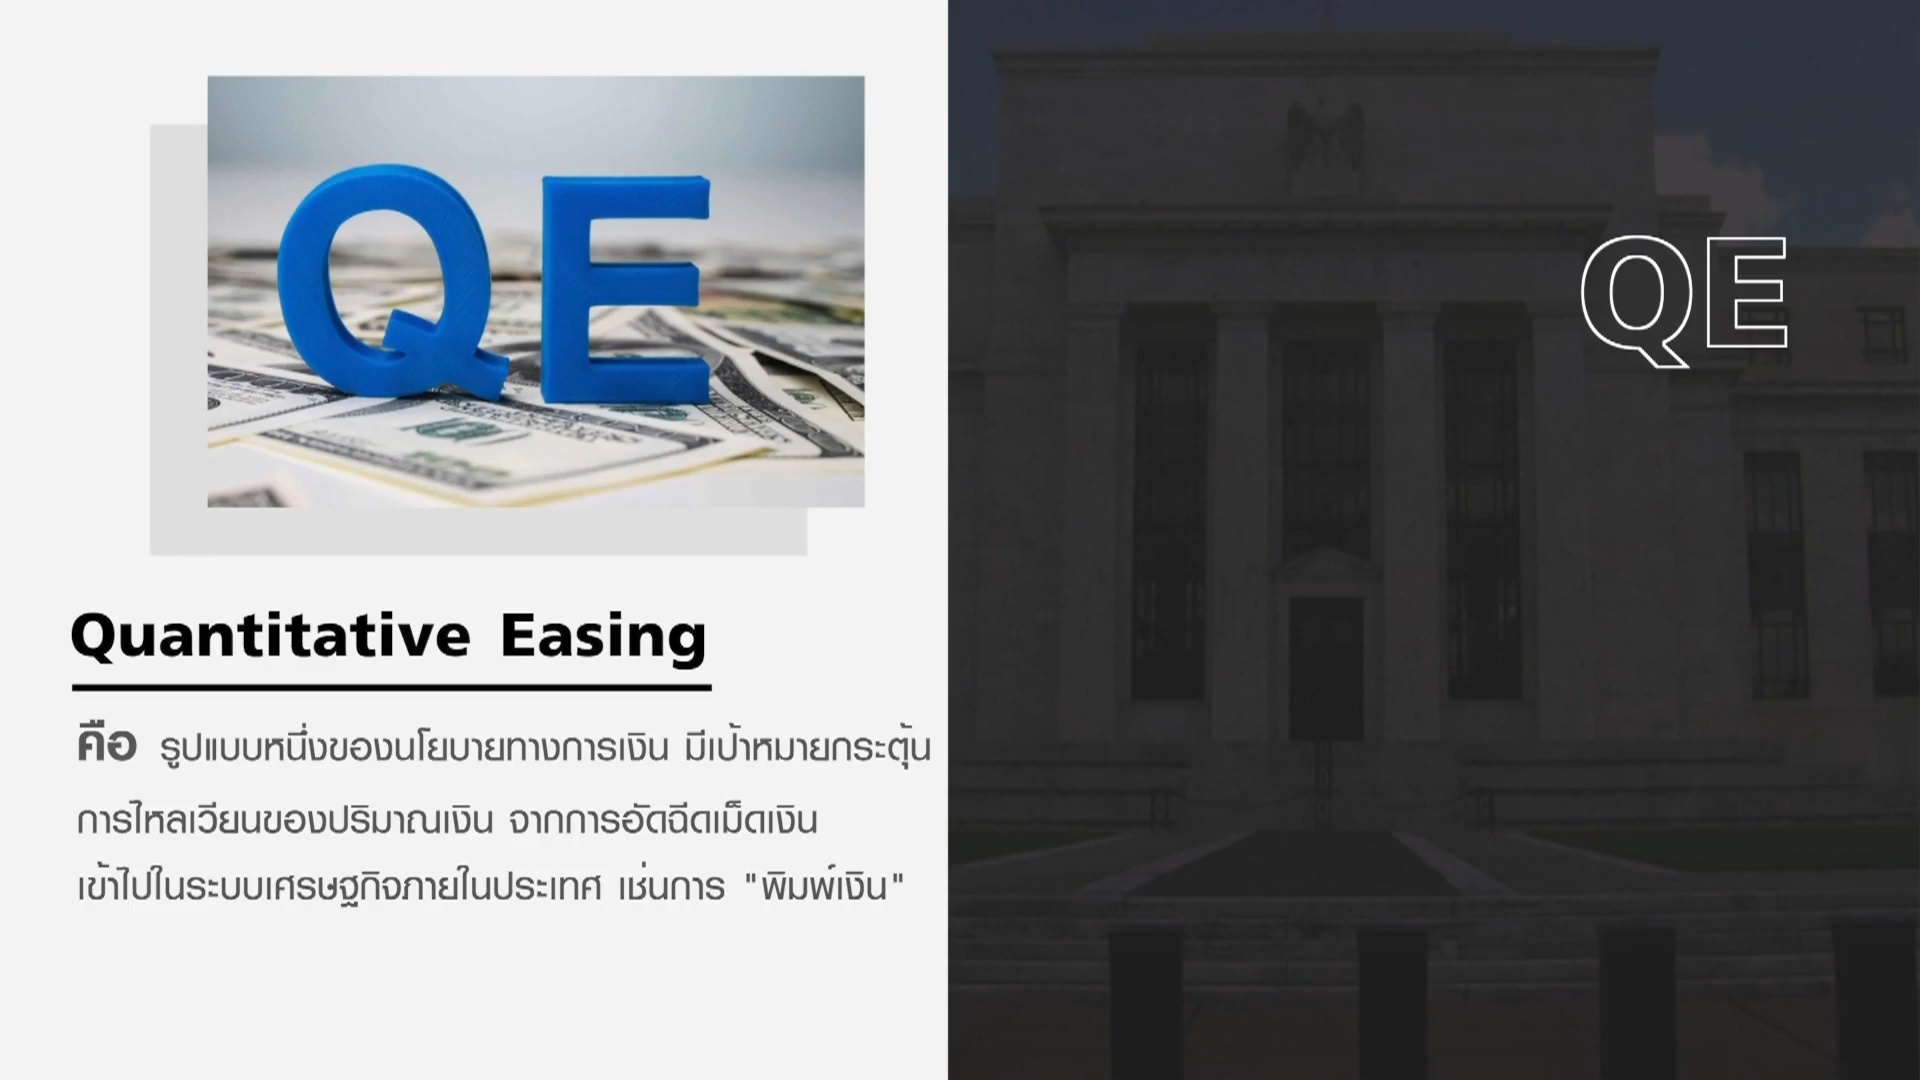 QE
Quantitative Easing
คือ รูปแบบหนึ่งของนโยบายทางการเงิน มีเป้าหมายกระตุ้น
การไหลเวียนของปริมาณเงิน จากการอัดฉีดเม็ดเงิน
เข้าไปในระบบเศรษฐกิจภายในประเทศ เช่นการ "พิมพ์เงิน"
QE